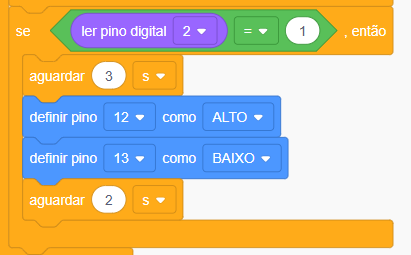 se ler pino digital 2 = 1 , então
aguardar 3 s
definir pino 12 como ALTO
definir pino 13 como BAIXO
aguardar 2 s